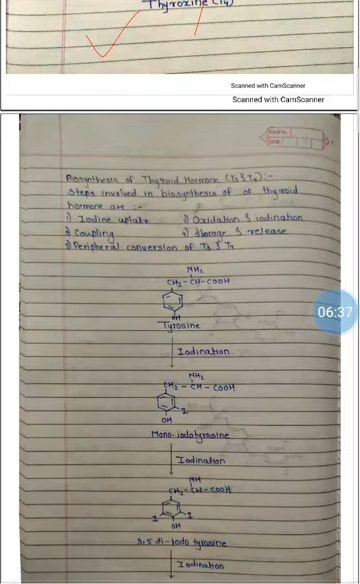 Thyroxine (T4)
Scanned with CamScanner
Scanned with CamScanner
Biosynthesis of Thyroid Hormone (T3 & T4):-
Steps involved in biosynthesis of of thyroid
hormone are :-
1) Iodine uptake 2) Oxidation & iodination
3) Coupling 4) Storage & release
5) Peripheral conversion of T3 & T4
NH2
CH2-CH-COOH
OH
Tyrosine
06:37
Iodination
NH2
CH2 - CH - COOH
I
OH
Mono-iodotyrosine
Iodination
NH
CH2-CH-COOH
I I
OH
3,5 di-Iodo tyrosine
Iodination